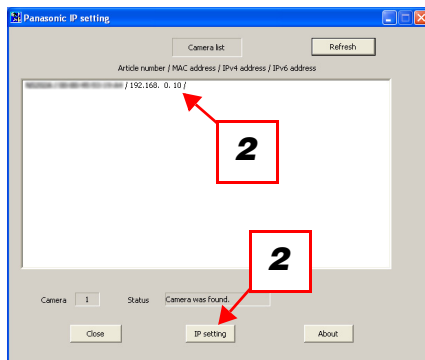 Panasonic IP setting
Camera list
Refresh
Article number / MAC address / IPv4 address / IPv6 address
/ 192.168. 0. 10 /
2
2
Camera 1 Status Camera was found.
Close IP setting About